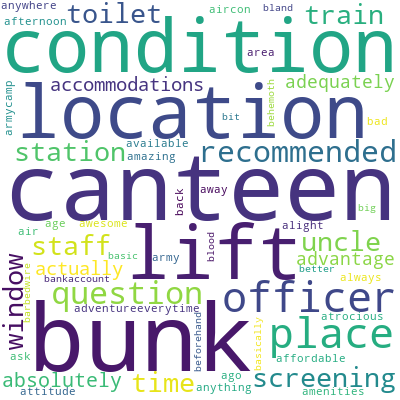 anywhere toilet aircon bland train
afternoon
condition
accommodations area behemoth adequately
armycamp location bit bad
station available amazing recommended
canteen
back away big
window air age awesome lift blood alight uncle
staff basic army better advantage
actually bankaccount always
barbedwire question officer
adventureeverytime atrocious
bunk beforehand basically place
ask affordable
absolutely time ago anything screening
attitude amenities